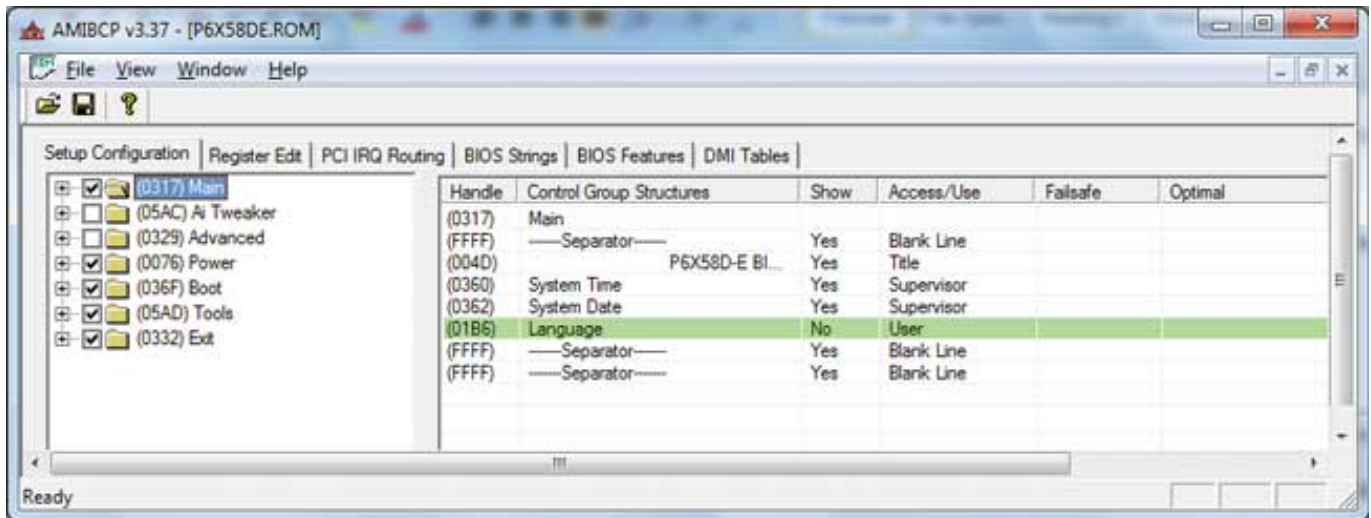 AMIBCP v3.37 - [P6X58DE.ROM]
File View Window Help
Setup Configuration Register Edit PCI IRQ Routing BIOS Strings BIOS Features DMI Tables
(0317) Main
(05AC) Ai Tweaker
(0329) Advanced
(0076) Power
(036F) Boot
(05AD) Tools
(0332) Exit
Handle Control Group Structures Show Access/Use Failsafe Optimal
(0317) Main
(FFFF) ------Separator------ Yes Blank Line
(004D) P6X58D-E BI... Yes Title
(0360) System Time Yes Supervisor
(0362) System Date Yes Supervisor
(01B6) Language No User
(FFFF) ------Separator------ Yes Blank Line
(FFFF) ------Separator------ Yes Blank Line
Ready